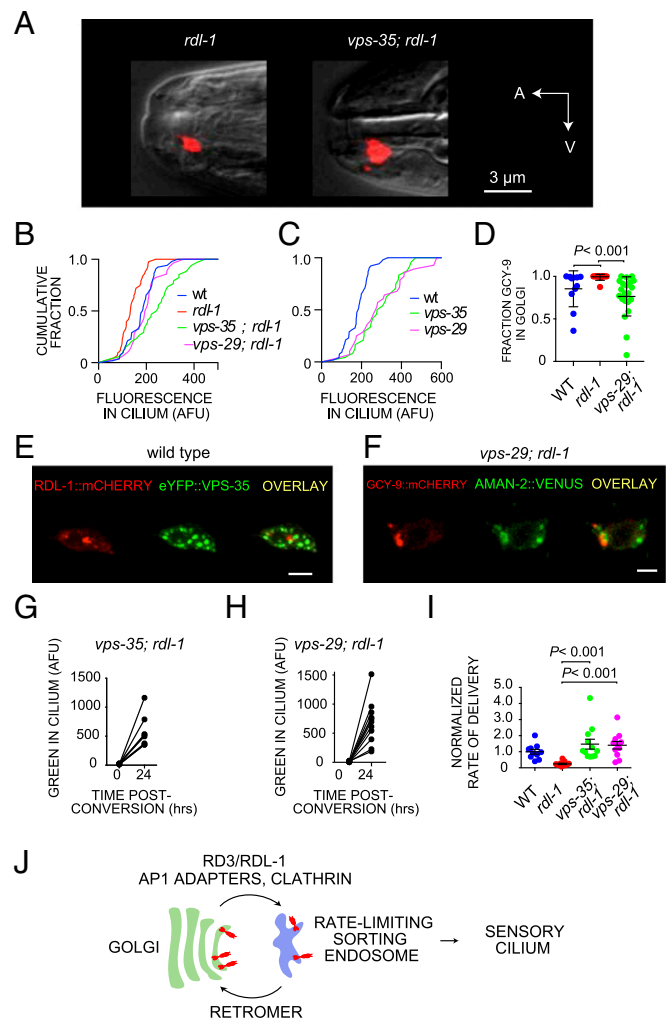 A
rdl-1
vps-35; rdl-1
A
V
3 µm
B
CUMULATIVE
FRACTION
1.0
0.5
0
wt
rdl-1
vps-35 ; rdl-1
vps-29; rdl-1
FLUORESCENCE
IN CILIUM (AFU)
C
1.0
0.5
0 200 400 600
wt
vps-35
vps-29
FLUORESCENCE
IN CILIUM (AFU)
D
P< 0.001
FRACTION GCY-9
IN GOLGI
1.0
0.5
0
WT
rdl-1
vps-29;
rdl-1
E
wild type
RDL-1::mCHERRY eYFP::VPS-35 OVERLAY
F
vps-29; rdl-1
GCY-9::mCHERRY AMAN-2::VENUS OVERLAY
G
vps-35; rdl-1
GREEN IN CILIUM (AFU)
1500
1000
500
0
0 24
TIME POST-
CONVERSION (hrs)
H
vps-29; rdl-1
GREEN IN CILIUM (AFU)
1500
1000
500
0
0 24
TIME POST-
CONVERSION (hrs)
I
P< 0.001
P< 0.001
NORMALIZED
RATE OF DELIVERY
5.0
4.0
3.0
2.0
1.0
0
WT
rdl-1
vps-35;
rdl-1
vps-29;
rdl-1
J
RD3/RDL-1
AP1 ADAPTERS, CLATHRIN
GOLGI
RATE-LIMITING
SORTING
ENDOSOME
SENSORY
CILIUM
RETROMER